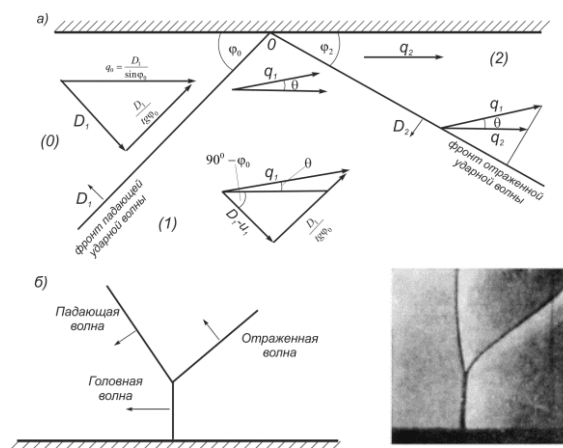 а)
φ₀
0
φ₂
q₂
(2)
q₀ = D₁/sinφ₀
D₁
D₁/tgφ₀
q₁
θ
(0)
D₂
q₁
θ
q₂
D₁
фронт падающей
ударной волны
(1)
90⁰ – φ₀
θ
q₁
D₁-u₁
D₁/tgφ₀
фронт отраженной
ударной волны
б)
Падающая
волна
Отраженная
волна
Головная
волна